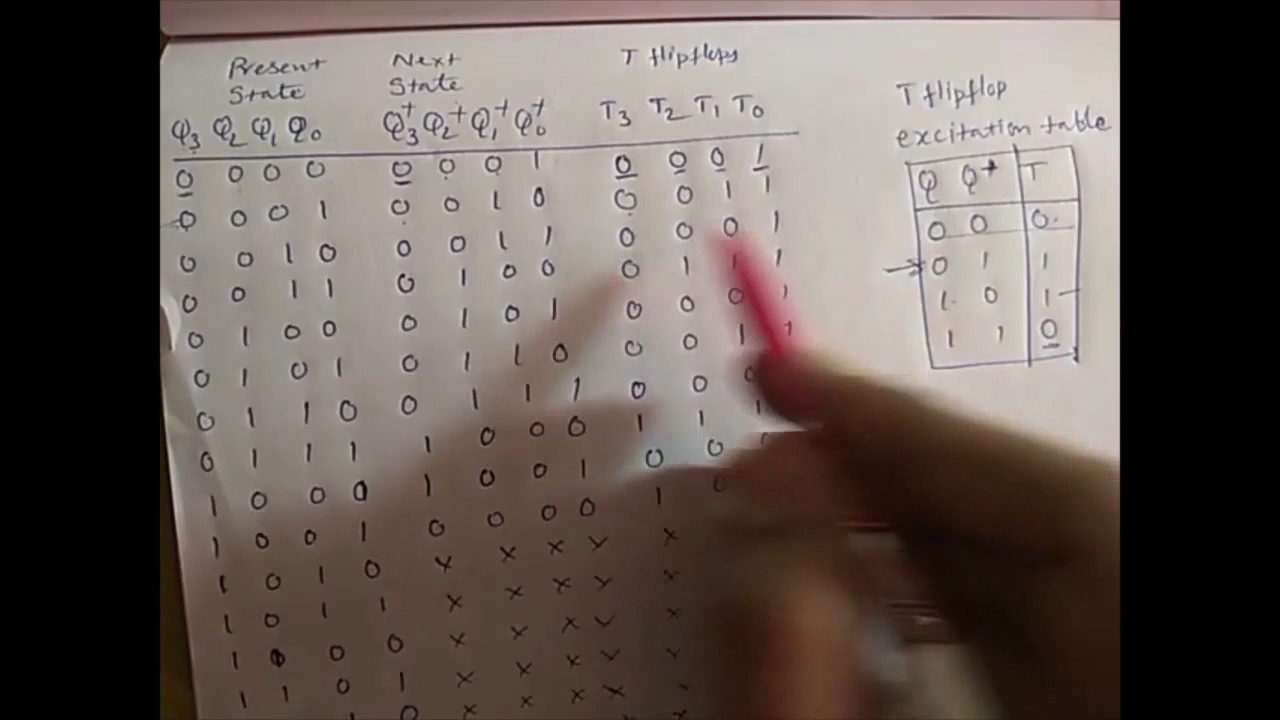 Present State
Next State
T flipflops
Q3 Q2 Q1 Q0 Q3+ Q2+ Q1+ Q0+ T3 T2 T1 T0
0 0 0 0 0 0 0 1 0 0 0 1
0 0 0 1 0 0 1 0 0 0 1 1
0 0 1 0 0 0 1 1 0 0 0 1
0 0 1 1 0 1 0 0 0 1 1 1
0 1 0 0 0 1 0 1 0 0 0 1
0 1 0 1 0 1 1 0 0 0 1 1
0 1 1 0 0 1 1 1 0 0 0
0 1 1 1 1 0 0 0 1 1 1
1 0 0 0 1 0 0 1 0 0 0
1 0 0 1 0 0 0 0 1 0
1 0 1 0 x x x x x
1 0 1 1 x x x x x
1 0 0 x x x x x
1 1 0 1 x x x x x
1 0 x x x x
T flipflop
excitation table
Q Q+ T
0 0 0
0 1 1
1 0 1
1 1 0